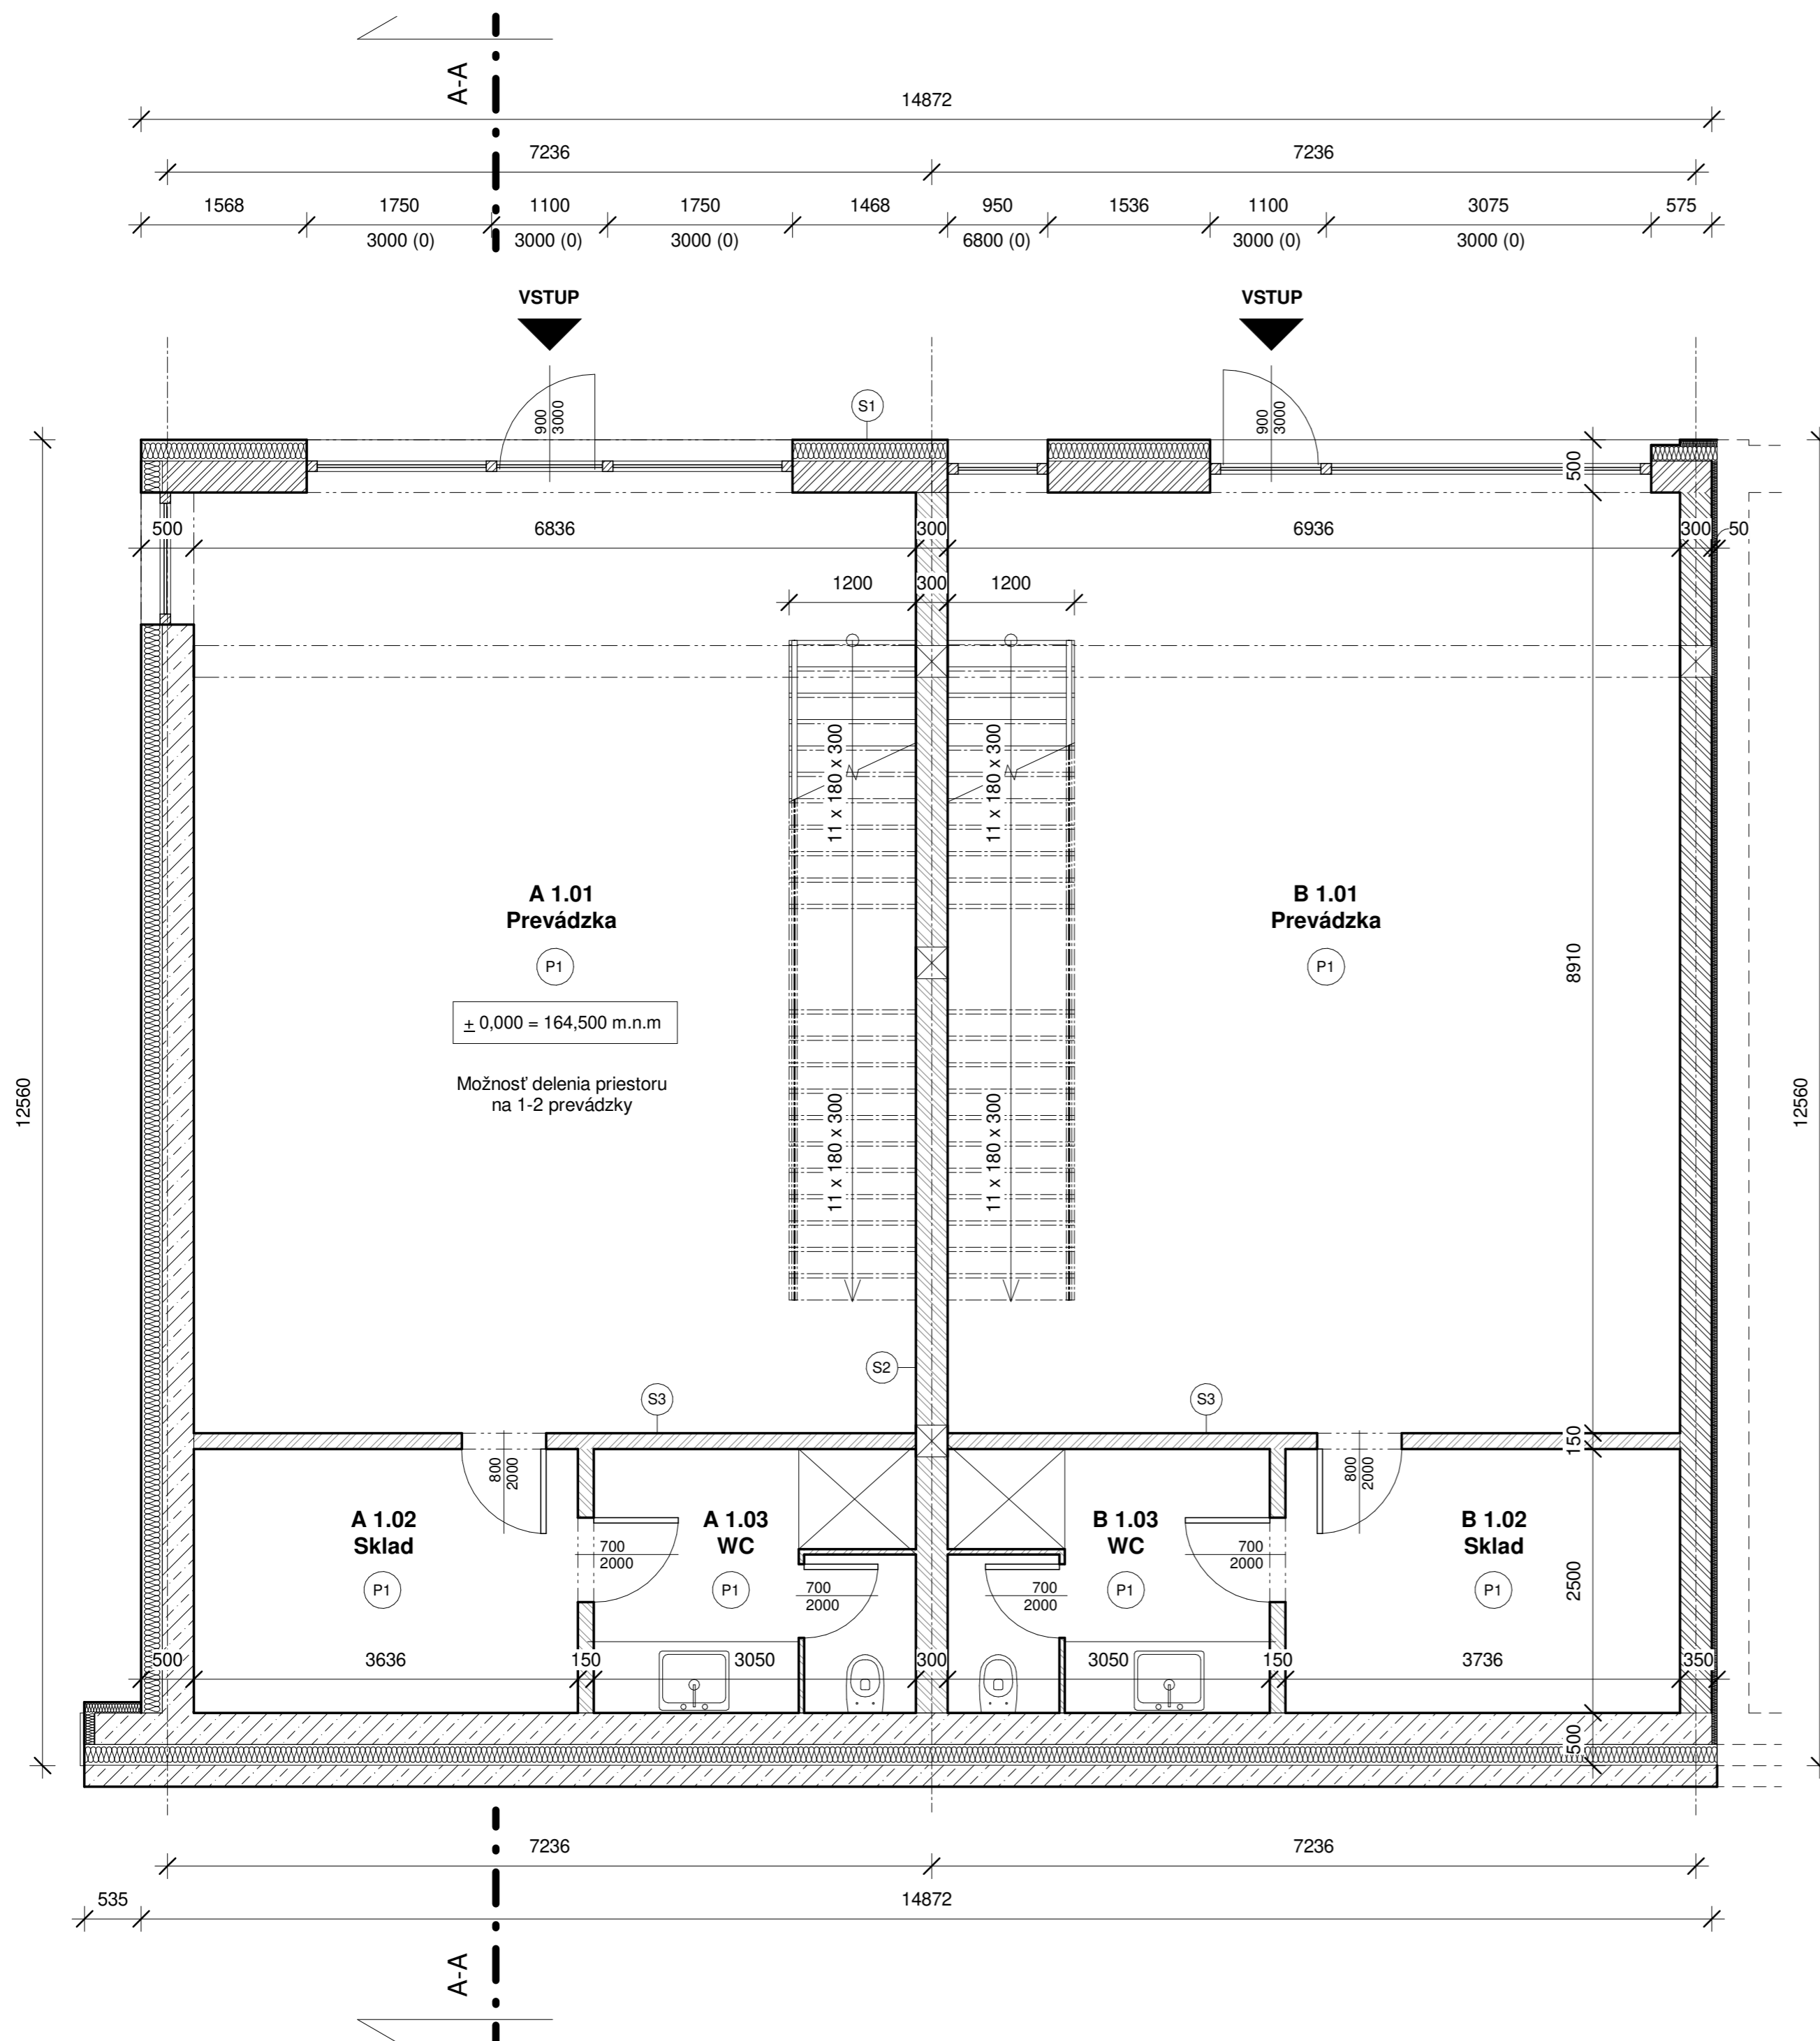 A-A
14872
7236 7236
1568 1750 1100 1750 1468 950 1536 1100 3075 575
3000 (0) 3000 (0) 3000 (0) 6800 (0) 3000 (0) 3000 (0)
VSTUP VSTUP
900
3000
S1
900
3000
500
500 6836 300 6936 300 50
1200 300 1200
11 x 180 x 300 11 x 180 x 300
A 1.01
Prevádzka
P1
± 0,000 = 164,500 m.n.m
Možnosť delenia priestoru
na 1-2 prevádzky
B 1.01
Prevádzka
P1
8910
12560
12560
11 x 180 x 300 11 x 180 x 300
S2
S3 S3
150
800
2000
800
2000
A 1.02
Sklad
P1
700
2000
A 1.03
WC
P1
700
2000
B 1.03
WC
P1
700
2000
700
2000
B 1.02
Sklad
P1
2500
500 3636 150 3050 300 3050 150 3736 350
500
7236 7236
535 14872
A-A